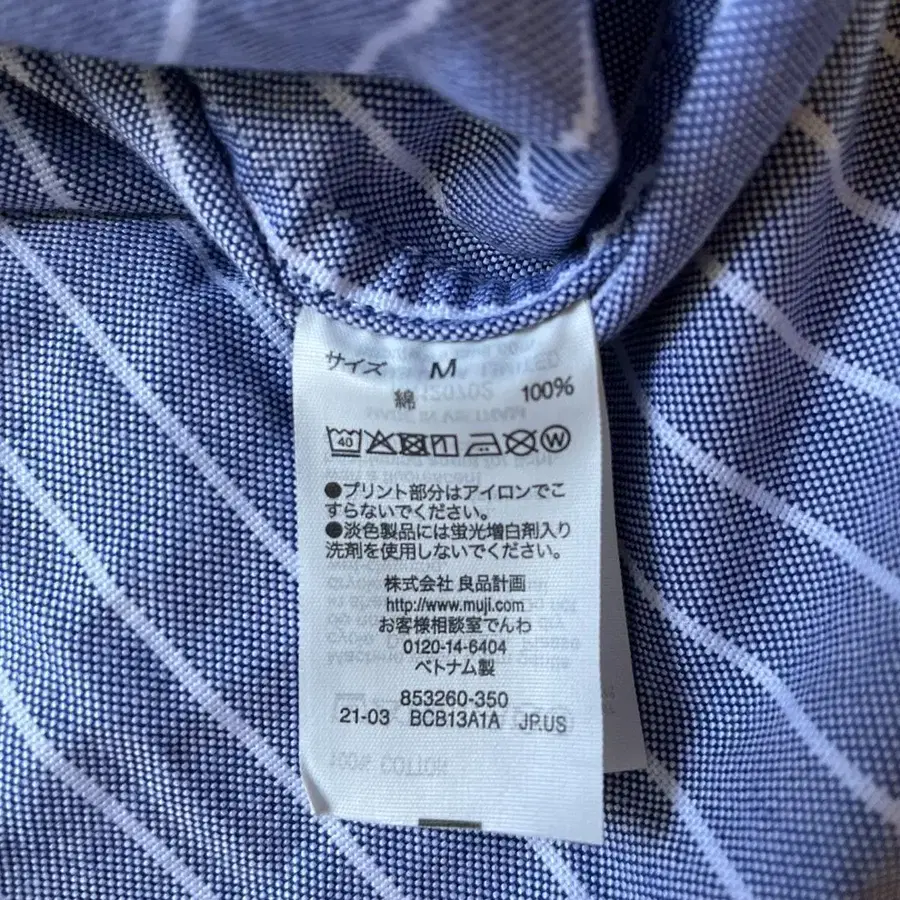 サイズ M
綿 100%
40
●プリント部分はアイロンでこ
すらないでください。
●淡色製品には蛍光増白剤入り
洗剤を使用しないでください。
株式会社 良品計画
http://www.muji.com
お客様相談室でんわ
0120-14-6404
ベトナム製
853260-350
21-03 BCB13A1A JP.US
100% COTTON